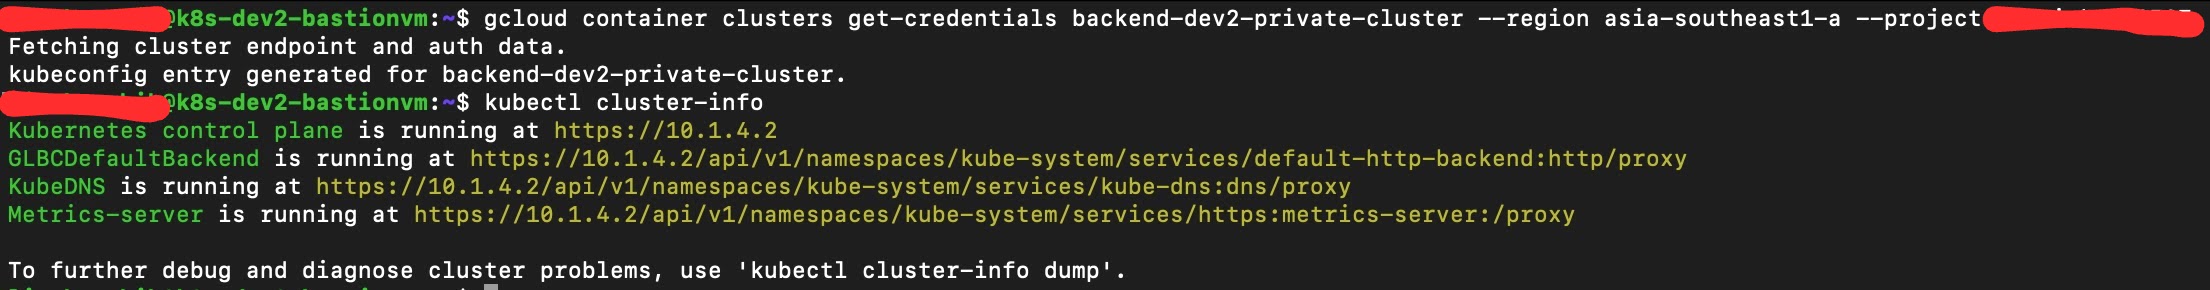 @k8s-dev2-bastionvm:~$ gcloud container clusters get-credentials backend-dev2-private-cluster --region asia-southeast1-a --project
Fetching cluster endpoint and auth data.
kubeconfig entry generated for backend-dev2-private-cluster.
@k8s-dev2-bastionvm:~$ kubectl cluster-info
Kubernetes control plane is running at https://10.1.4.2
GLBCDefaultBackend is running at https://10.1.4.2/api/v1/namespaces/kube-system/services/default-http-backend:http/proxy
KubeDNS is running at https://10.1.4.2/api/v1/namespaces/kube-system/services/kube-dns:dns/proxy
Metrics-server is running at https://10.1.4.2/api/v1/namespaces/kube-system/services/https:metrics-server:/proxy
To further debug and diagnose cluster problems, use 'kubectl cluster-info dump'.